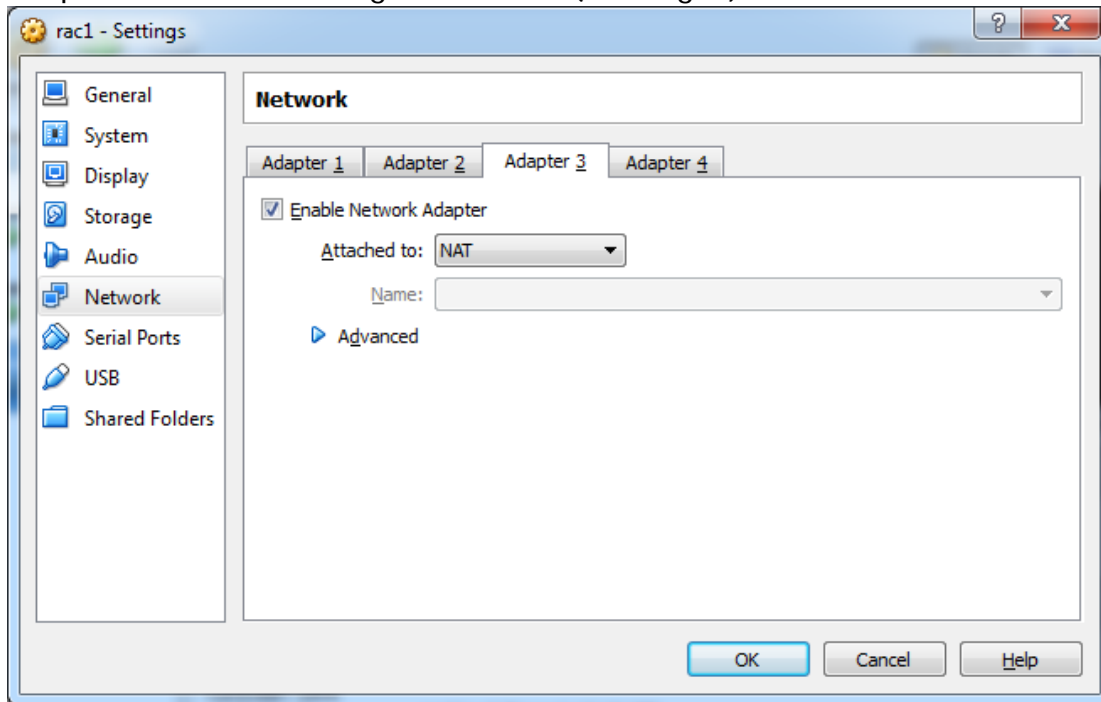 rac1 - Settings
General
System
Display
Storage
Audio
Network
Serial Ports
USB
Shared Folders
Network
Adapter 1 Adapter 2 Adapter 3 Adapter 4
Enable Network Adapter
Attached to: NAT
Name:
Advanced
OK Cancel Help